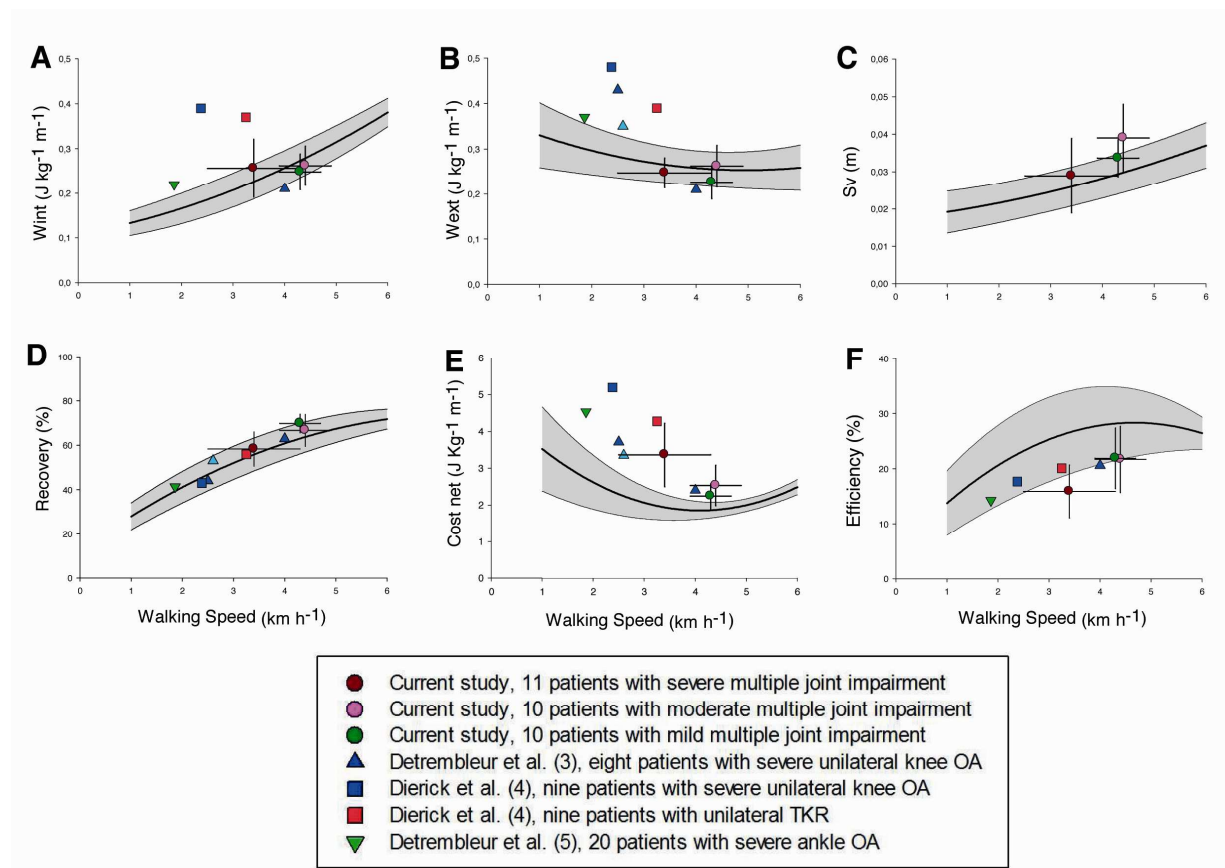 A
0,5
0,4
0,3
0,2
0,1
0,0
Wint (J kg-1 m-1)
0 1 2 3 4 5 6
B
0,5
0,4
0,3
0,2
0,1
0,0
Wext (J kg-1 m-1)
0 1 2 3 4 5 6
C
0,06
0,05
0,04
0,03
0,02
0,01
0,00
Sv (m)
0 1 2 3 4 5 6
D
100
80
60
40
20
0
Recovery (%)
0 1 2 3 4 5 6
Walking Speed (km h-1)
E
6
5
4
3
2
1
0
Cost net (J Kg-1 m-1)
0 1 2 3 4 5 6
Walking Speed (km h-1)
F
40
30
20
10
0
Efficiency (%)
0 1 2 3 4 5 6
Walking Speed (km h-1)
Current study, 11 patients with severe multiple joint impairment
Current study, 10 patients with moderate multiple joint impairment
Current study, 10 patients with mild multiple joint impairment
Detrembleur et al. (3), eight patients with severe unilateral knee OA
Dierick et al. (4), nine patients with severe unilateral knee OA
Dierick et al. (4), nine patients with unilateral TKR
Detrembleur et al. (5), 20 patients with severe ankle OA